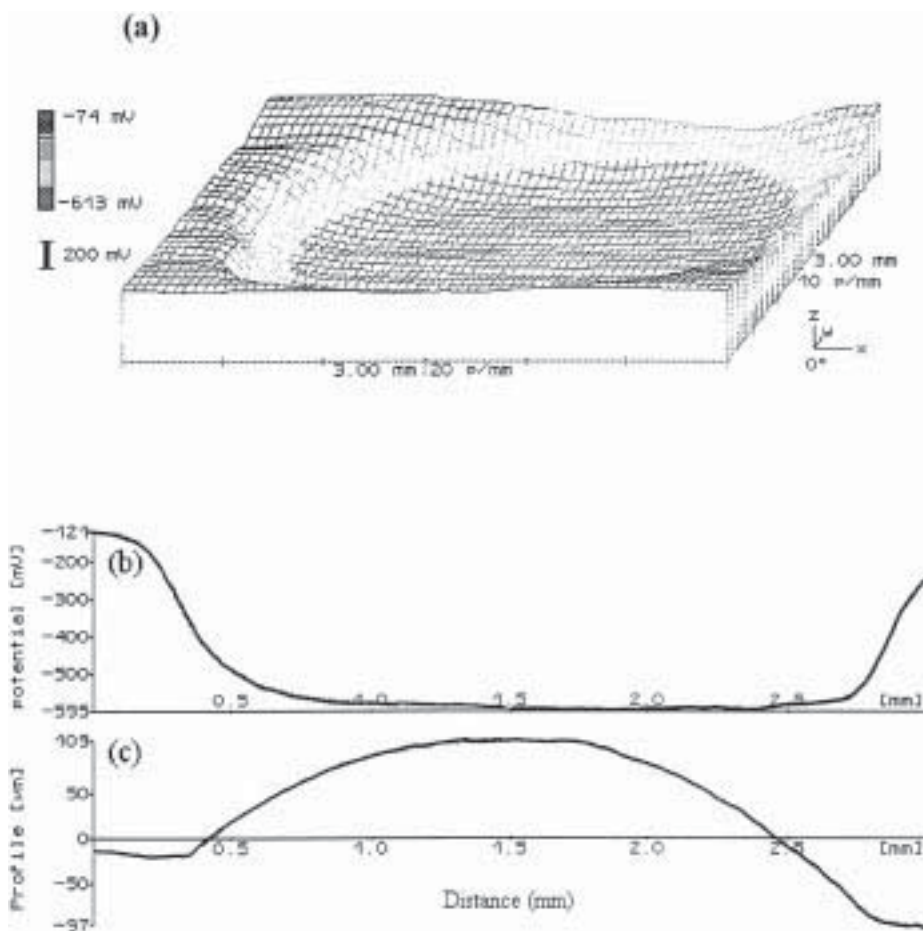 (a)
-74 mV
-643 mV
200 mV
3.00 mm
10 p/mm
z
x
0°
3.00 mm 20 p/mm
(b)
potential [mV]
-121
-200
-300
-400
-500
-595
0.5
1.0
1.5
2.0
2.5
[mm]
(c)
Profile [µm]
109
50
0
-50
-97
0.5
1.0
1.5
2.0
2.5
[mm]
Distance (mm)